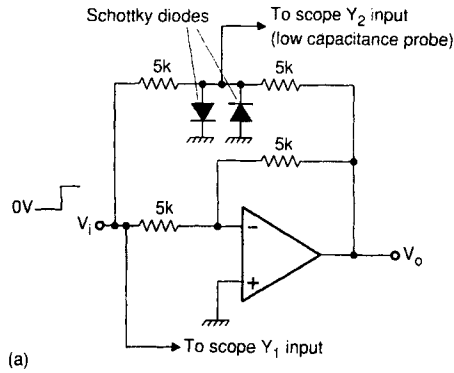 Schottky diodes
To scope Y₂ input
(low capacitance probe)
5k
5k
5k
0V
5k
Vᵢ
−
+
Vₒ
To scope Y₁ input
(a)